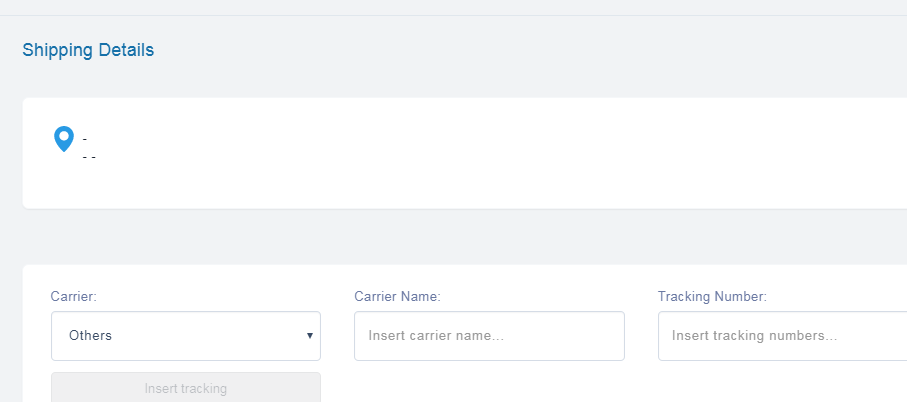 Shipping Details
-
- -
Carrier: Carrier Name: Tracking Number:
Others Insert carrier name... Insert tracking numbers...
Insert tracking